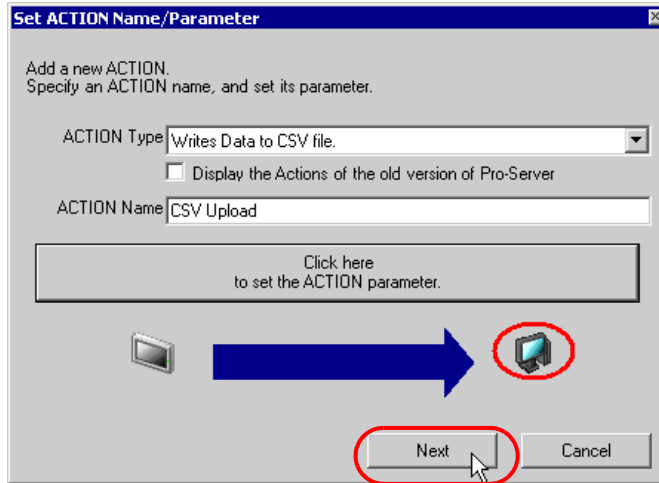 Set ACTION Name/Parameter
Add a new ACTION.
Specify an ACTION name, and set its parameter.
ACTION Type Writes Data to CSV file.
Display the Actions of the old version of Pro-Server
ACTION Name CSV Upload
Click here
to set the ACTION parameter.
Next Cancel